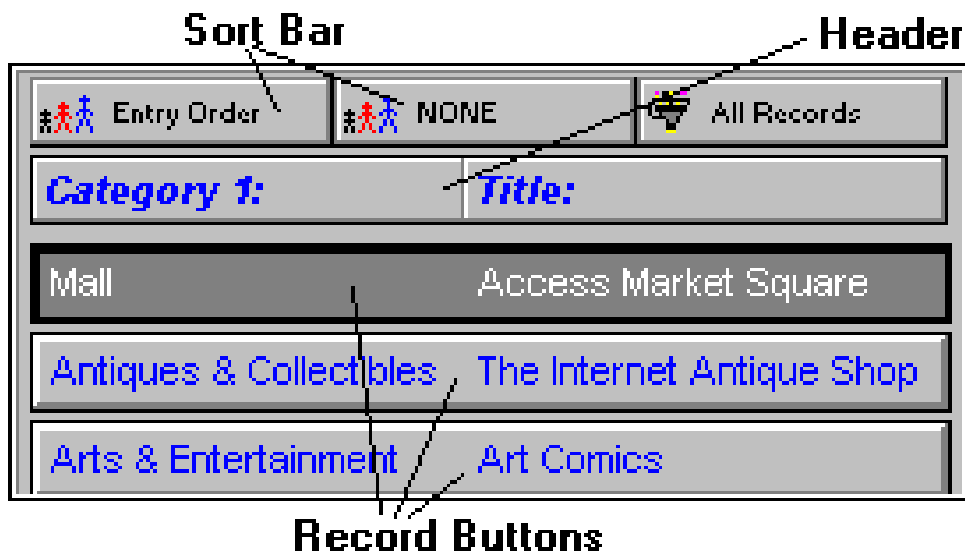 Sort Bar Header
Entry Order NONE All Records
Category 1: Title:
Mall Access Market Square
Antiques & Collectibles The Internet Antique Shop
Arts & Entertainment Art Comics
Record Buttons